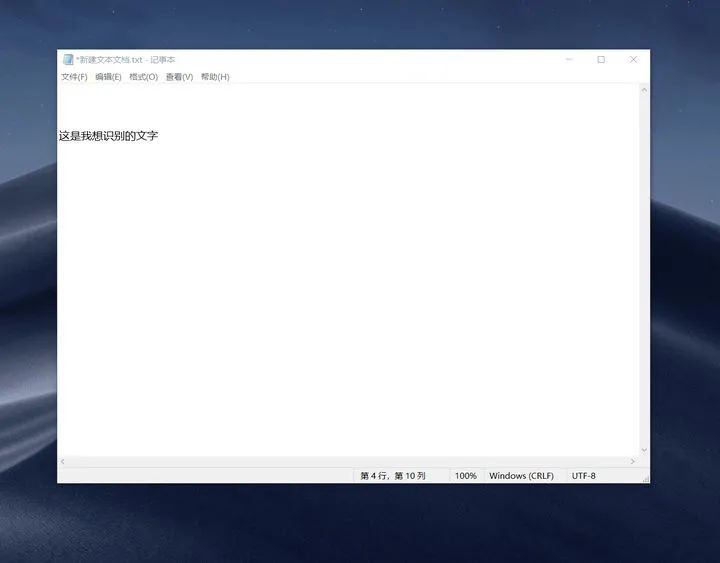 *新建文本文档.txt - 记事本
文件(F) 编辑(E) 格式(O) 查看(V) 帮助(H)
这是我想识别的文字
第 4 行，第 10 列 100% Windows (CRLF) UTF-8